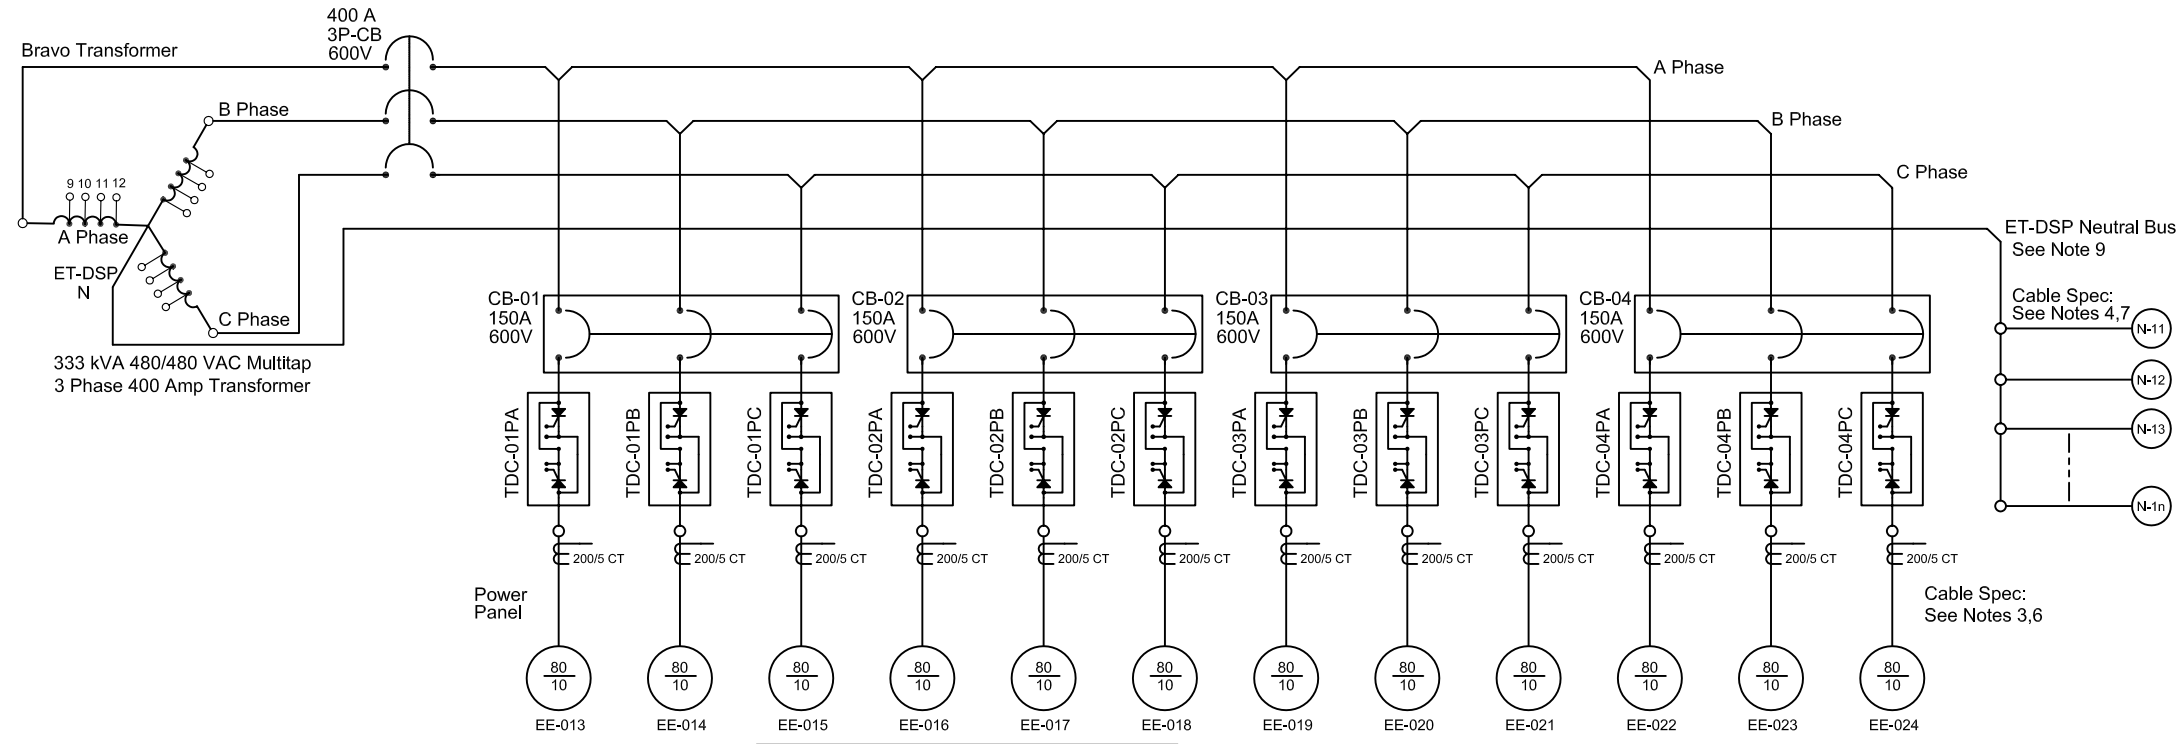 400 A
3P-CB
600V
Bravo Transformer
A Phase
B Phase
B Phase
C Phase
9 10 11 12
A Phase
ET-DSP
N
C Phase
ET-DSP Neutral Bus
See Note 9
333 kVA 480/480 VAC Multitap
3 Phase 400 Amp Transformer
CB-01
150A
600V
CB-02
150A
600V
CB-03
150A
600V
CB-04
150A
600V
Cable Spec:
See Notes 4,7
N-11
N-12
N-13
N-1n
TDC-01PA
TDC-01PB
TDC-01PC
TDC-02PA
TDC-02PB
TDC-02PC
TDC-03PA
TDC-03PB
TDC-03PC
TDC-04PA
TDC-04PB
TDC-04PC
200/5 CT
200/5 CT
200/5 CT
200/5 CT
200/5 CT
200/5 CT
200/5 CT
200/5 CT
200/5 CT
200/5 CT
200/5 CT
200/5 CT
Power
Panel
Cable Spec:
See Notes 3,6
80
10
80
10
80
10
80
10
80
10
80
10
80
10
80
10
80
10
80
10
80
10
80
10
EE-013
EE-014
EE-015
EE-016
EE-017
EE-018
EE-019
EE-020
EE-021
EE-022
EE-023
EE-024